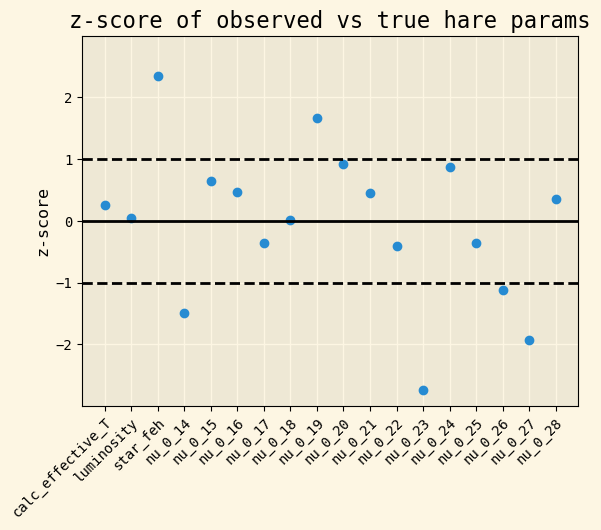 z-score of observed vs true hare params
z-score
2
1
0
−1
−2
calc_effective_T
luminosity
star_feh
nu_0_14
nu_0_15
nu_0_16
nu_0_17
nu_0_18
nu_0_19
nu_0_20
nu_0_21
nu_0_22
nu_0_23
nu_0_24
nu_0_25
nu_0_26
nu_0_27
nu_0_28